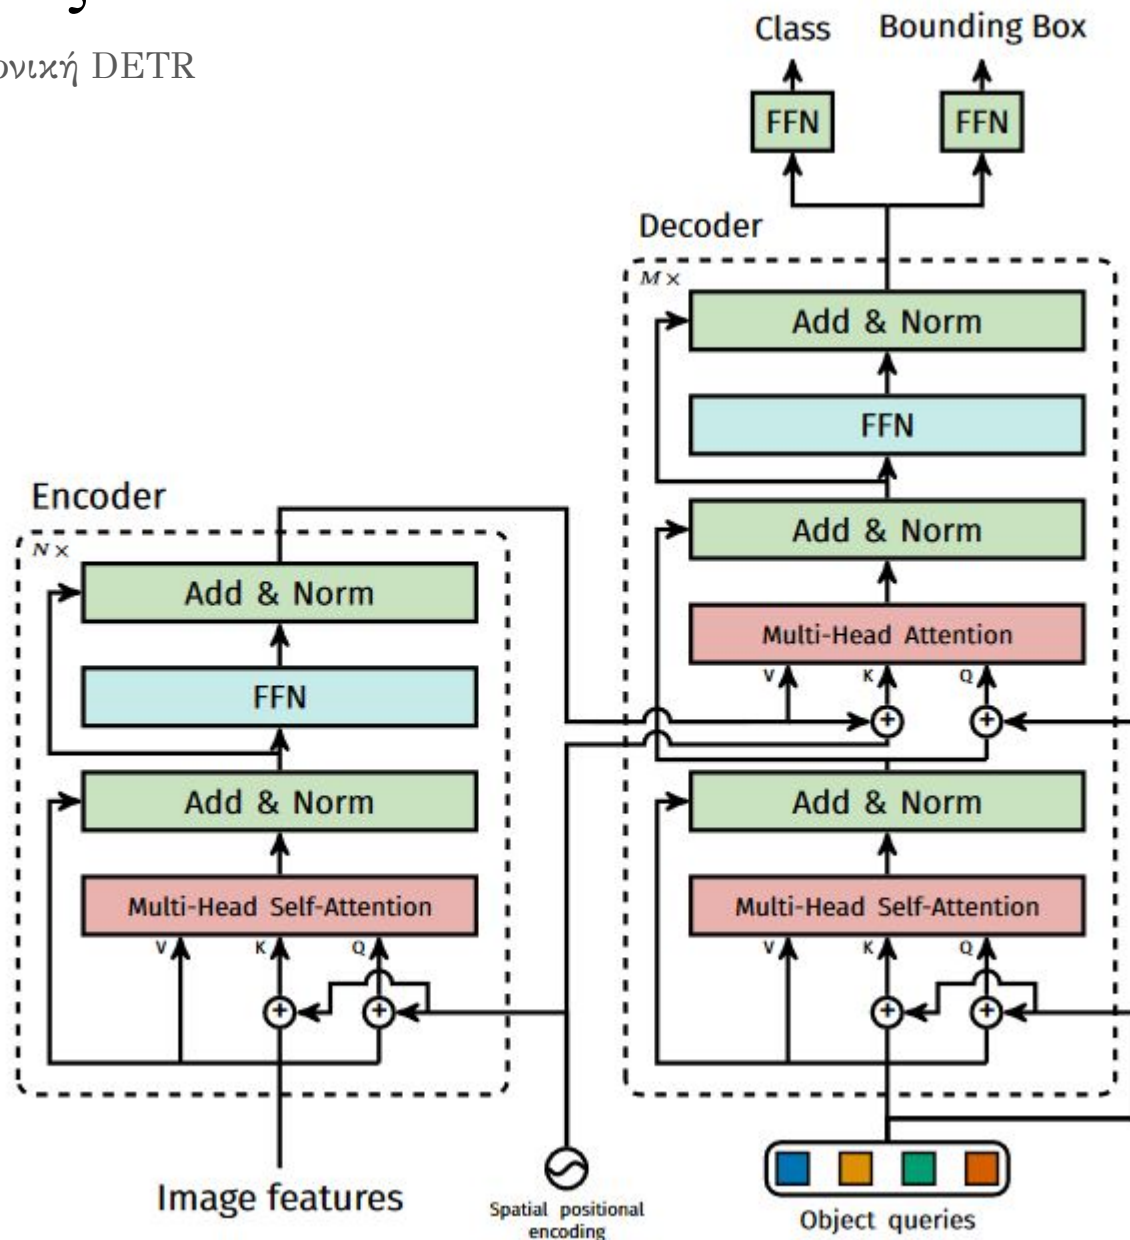 DETR
Class
Bounding Box
FFN
FFN
Decoder
M ×
Add & Norm
FFN
Add & Norm
Multi-Head Attention
V K Q
+ +
Add & Norm
Multi-Head Self-Attention
V K Q
+ +
Object queries
Encoder
N ×
Add & Norm
FFN
Add & Norm
Multi-Head Self-Attention
V K Q
+ +
Image features
Spatial positional
encoding